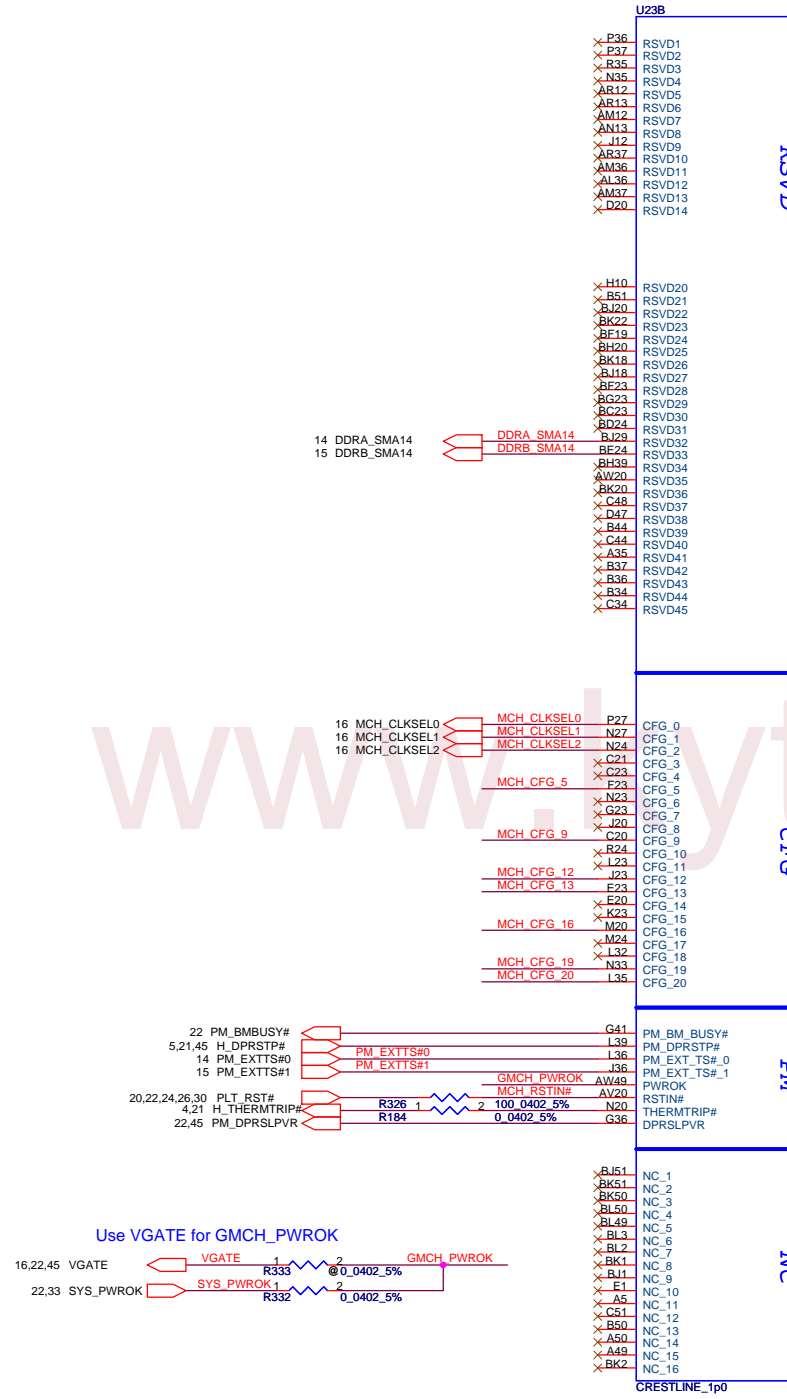 U23B
P36 RSVD1
P37 RSVD2
R35 RSVD3
N35 RSVD4
AR12 RSVD5
AR13 RSVD6
AM12 RSVD7
AN13 RSVD8
J12 RSVD9
AR37 RSVD10
AM36 RSVD11
AL36 RSVD12
AM37 RSVD13
D20 RSVD14
RSVD
H10 RSVD20
B51 RSVD21
BJ20 RSVD22
BK22 RSVD23
BF19 RSVD24
BH20 RSVD25
BK18 RSVD26
BJ18 RSVD27
BF23 RSVD28
BG23 RSVD29
BC23 RSVD30
BD24 RSVD31
14 DDRA_SMA14 DDRA_SMA14 BJ29 RSVD32
15 DDRB_SMA14 DDRB_SMA14 BE24 RSVD33
BH39 RSVD34
AW20 RSVD35
BK20 RSVD36
C48 RSVD37
D47 RSVD38
B44 RSVD39
C44 RSVD40
A35 RSVD41
B37 RSVD42
B36 RSVD43
B34 RSVD44
C34 RSVD45
16 MCH_CLKSEL0 MCH_CLKSEL0 P27 CFG_0
16 MCH_CLKSEL1 MCH_CLKSEL1 N27 CFG_1
16 MCH_CLKSEL2 MCH_CLKSEL2 N24 CFG_2
C21 CFG_3
C23 CFG_4
MCH_CFG_5 F23 CFG_5
N23 CFG_6
G23 CFG_7
J20 CFG_8
MCH_CFG_9 C20 CFG_9
R24 CFG_10
L23 CFG_11
MCH_CFG_12 J23 CFG_12
MCH_CFG_13 E23 CFG_13
E20 CFG_14
K23 CFG_15
MCH_CFG_16 M20 CFG_16
M24 CFG_17
L32 CFG_18
MCH_CFG_19 N33 CFG_19
MCH_CFG_20 L35 CFG_20
CFG
www.kyt
22 PM_BMBUSY# G41 PM_BM_BUSY#
5,21,45 H_DPRSTP# L39 PM_DPRSTP#
14 PM_EXTTS#0 PM_EXTTS#0 L36 PM_EXT_TS#_0
15 PM_EXTTS#1 PM_EXTTS#1 J36 PM_EXT_TS#_1
GMCH_PWROK AW49 PWROK
20,22,24,26,30 PLT_RST# MCH_RSTIN# AV20 RSTIN#
4,21 H_THERMTRIP# R326 1 2 100_0402_5% N20 THERMTRIP#
22,45 PM_DPRSLPVR R184 0_0402_5% G36 DPRSLPVR
PM
BJ51 NC_1
BK51 NC_2
BK50 NC_3
BL50 NC_4
BL49 NC_5
BL3 NC_6
BL2 NC_7
BK1 NC_8
BJ1 NC_9
E1 NC_10
A5 NC_11
C51 NC_12
B50 NC_13
A50 NC_14
A49 NC_15
BK2 NC_16
NC
Use VGATE for GMCH_PWROK
16,22,45 VGATE VGATE 1 2 GMCH_PWROK
R333 @ 0_0402_5%
22,33 SYS_PWROK SYS_PWROK 1 2
R332 0_0402_5%
CRESTLINE_1p0